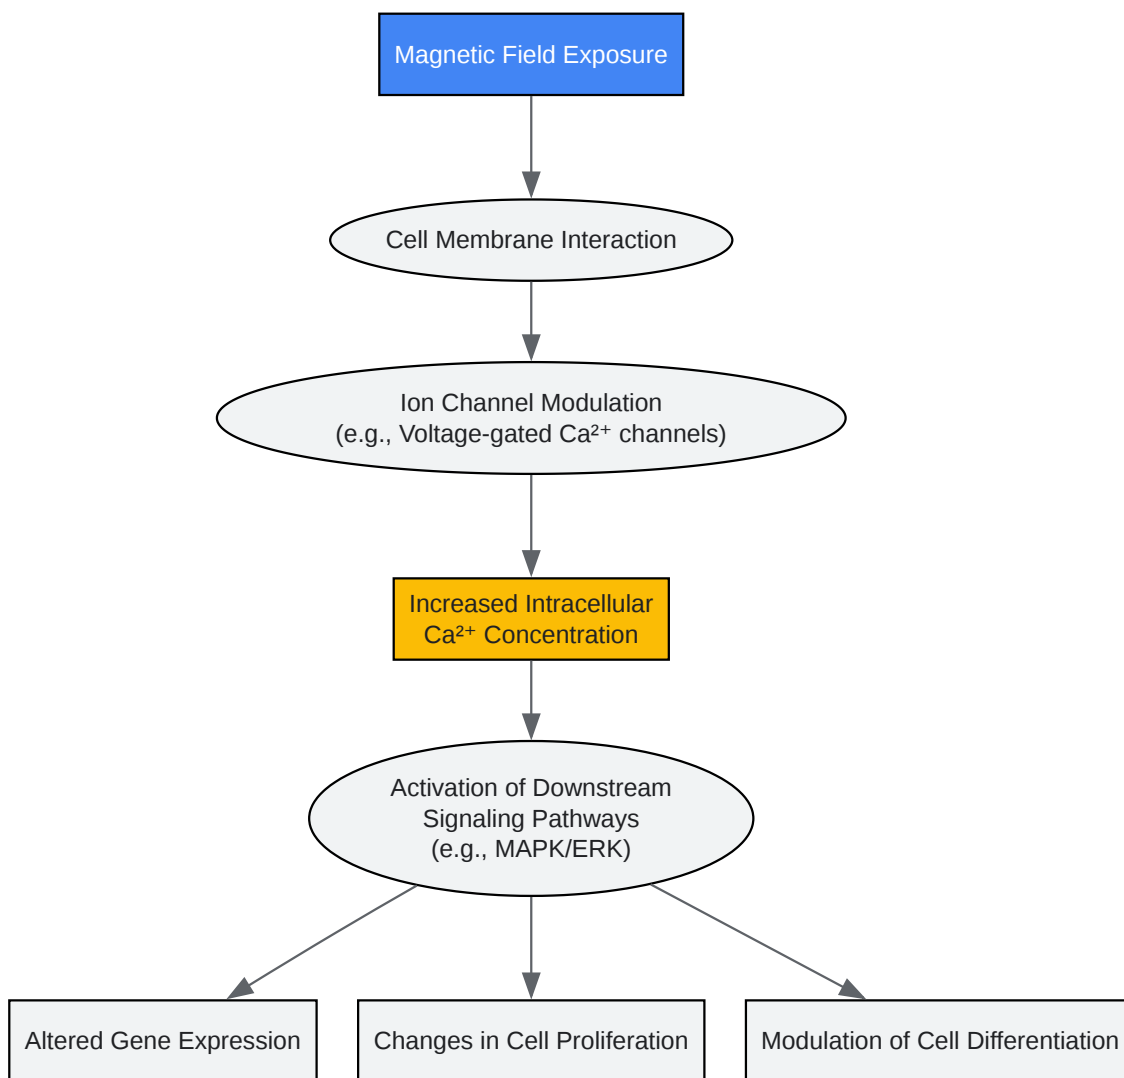 Magnetic Field Exposure
Cell Membrane Interaction
Ion Channel Modulation
(e.g., Voltage-gated Ca²⁺ channels)
Increased Intracellular
Ca²⁺ Concentration
Activation of Downstream
Signaling Pathways
(e.g., MAPK/ERK)
Altered Gene Expression
Changes in Cell Proliferation
Modulation of Cell Differentiation